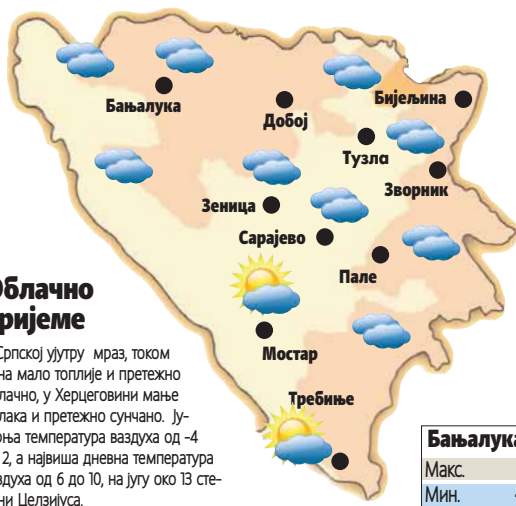 Бањалука
Добој
Бијељина
Тузла
Зворник
Зеница
Сарајево
Пале
Мостар
Требиње
Облачно
ријеме
Српској ујутру мраз, током
на мало топлије и претежно
лачно, у Херцеговини мање
лака и претежно сунчано. Ју-
ња температура ваздуха од -4
2, а највиша дневна температура
здуха од 6 до 10, на југу око 13 сте-
ни Целзијуса.
Бањалука
Макс.
Мин.